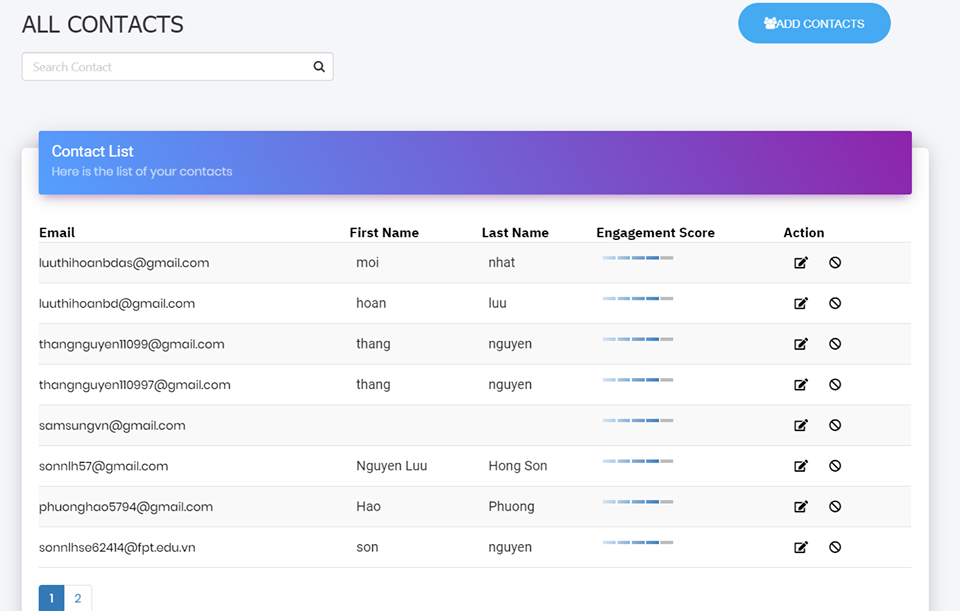 ALL CONTACTS
ADD CONTACTS
Search Contact
Contact List
Here is the list of your contacts
Email First Name Last Name Engagement Score Action
luuthihoanbdas@gmail.com moi nhat
luuthihoanbd@gmail.com hoan luu
thangnguyen11099@gmail.com thang nguyen
thangnguyen110997@gmail.com thang nguyen
samsungvn@gmail.com
sonnlh57@gmail.com Nguyen Luu Hong Son
phuonghao5794@gmail.com Hao Phuong
sonnlhse62414@fpt.edu.vn son nguyen
1 2